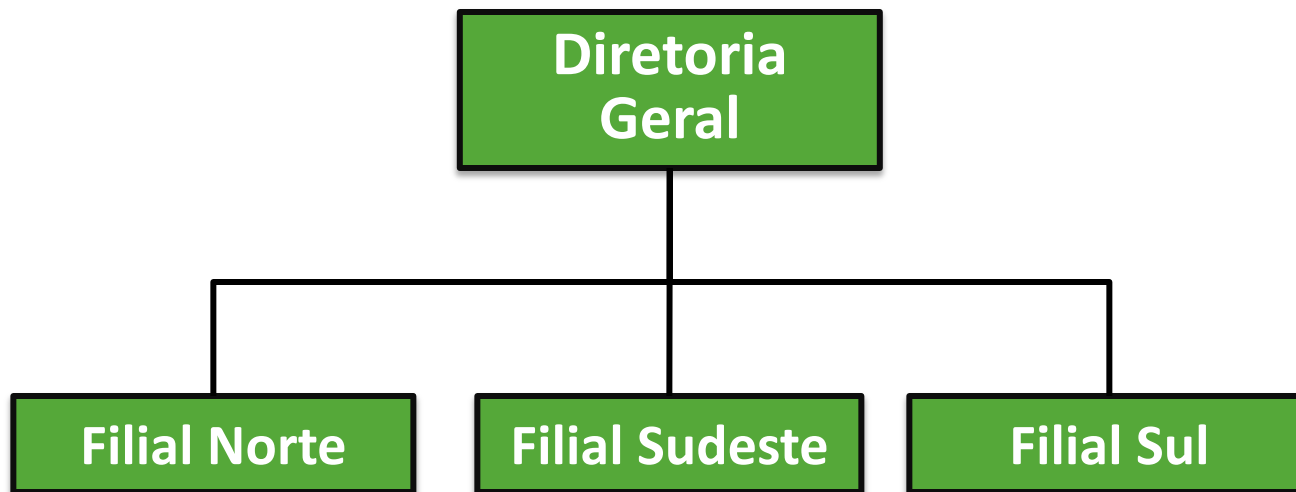 Diretoria
Geral
Filial Norte
Filial Sudeste
Filial Sul